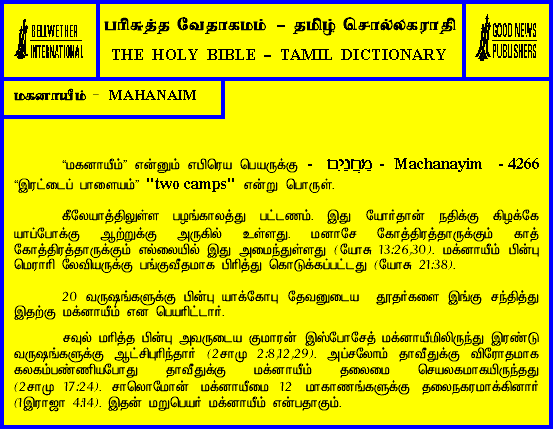 BELLWETHER
INTERNATIONAL
பரிசுத்த வேதாகமம் – தமிழ் சொல்லகராதி
THE HOLY BIBLE – TAMIL DICTIONARY
GOOD NEWS
PUBLISHERS
மகனாயீம் - MAHANAIM
“மகனாயீம்” என்னும் எபிரெய பெயருக்கு - מַחֲנַיִם - Machanayim - 4266
“இரட்டைப் பாளையம்” "two camps" என்று பொருள்.
கீலேயாத்திலுள்ள பழங்காலத்து பட்டணம். இது யோர்தான் நதிக்கு கிழக்கே
யாப்போக்கு ஆற்றுக்கு அருகில் உள்ளது. மனாசே கோத்திரத்தாருக்கும் காத்
கோத்திரத்தாருக்கும் எல்லையில் இது அமைந்துள்ளது (யோசு 13:26,30). மக்னாயீம் பின்பு
மெராரி லேவியருக்கு பங்குவீதமாக பிரித்து கொடுக்கப்பட்டது (யோசு 21:38).
20 வருஷங்களுக்கு பின்பு யாக்கோபு தேவனுடைய தூதர்களை இங்கு சந்தித்து
இதற்கு மக்னாயீம் என பெயரிட்டார்.
சவுல் மரித்த பின்பு அவருடைய குமாரன் இஸ்போசேத் மக்னாயீமிலிருந்து இரண்டு
வருஷங்களுக்கு ஆட்சிபுரிந்தார் (2சாமு 2:8,12,29). அப்சலோம் தாவீதுக்கு விரோதமாக
கலகம்பண்ணியபோது தாவீதுக்கு மக்னாயீம் தலைமை செயலகமாயிருந்தது
(2சாமு 17:24). சாலொமோன் மக்னாயீமை 12 மாகாணங்களுக்கு தலைநகரமாக்கினார்
(1இராஜா 4:14). இதன் மறுபெயர் மக்னாயீம் என்பதாகும்.